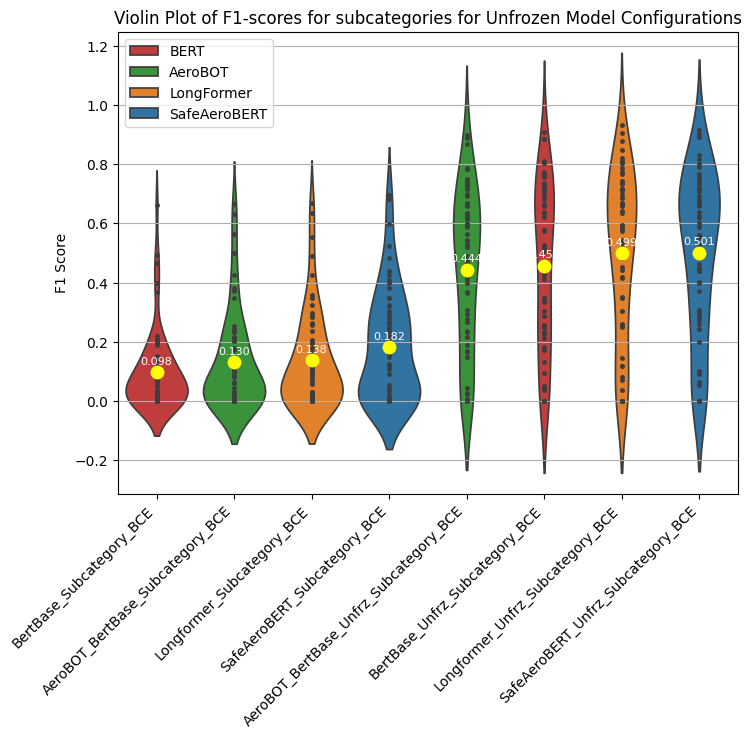 Violin Plot of F1-scores for subcategories for Unfrozen Model Configurations
BERT
AeroBOT
LongFormer
SafeAeroBERT
F1 Score
1.2
1.0
0.8
0.6
0.4
0.2
0.0
−0.2
0.098
0.130
0.138
0.182
0.444
0.499
0.501
BertBase_Subcategory_BCE
AeroBOT_BertBase_Subcategory_BCE
Longformer_Subcategory_BCE
SafeAeroBERT_Subcategory_BCE
AeroBOT_BertBase_Unfrz_Subcategory_BCE
BertBase_Unfrz_Subcategory_BCE
Longformer_Unfrz_Subcategory_BCE
SafeAeroBERT_Unfrz_Subcategory_BCE